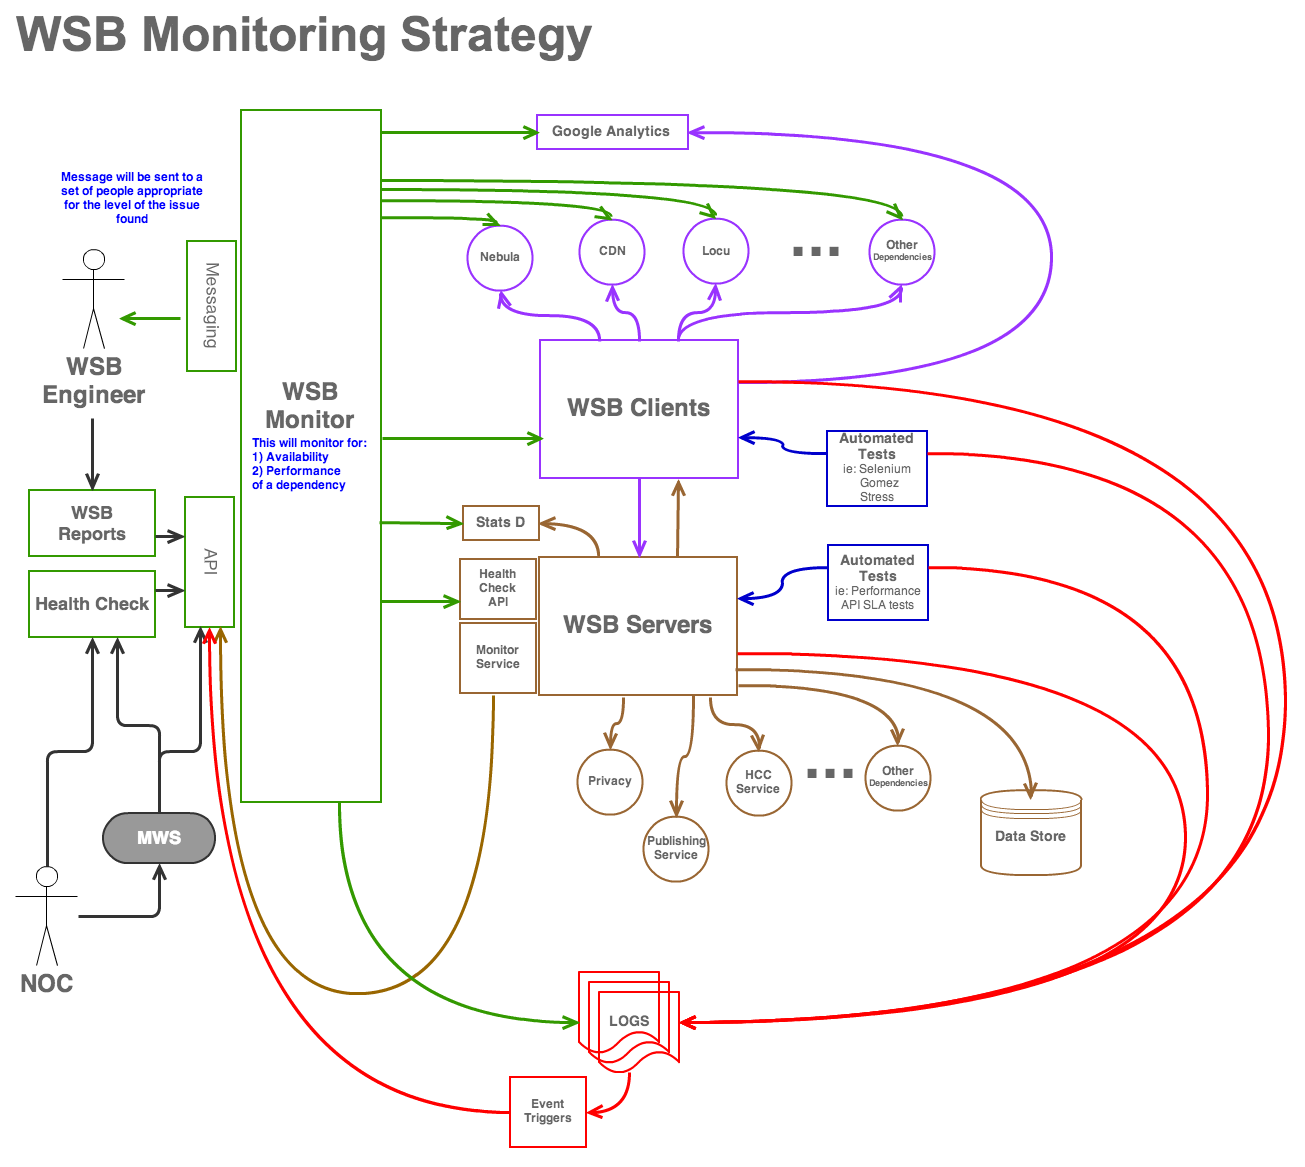 WSB Monitoring Strategy
Google Analytics
Message will be sent to a
set of people appropriate
for the level of the issue
found
Nebula
CDN
Locu
Other
Dependencies
Messaging
WSB
Engineer
WSB
Monitor
This will monitor for:
1) Availability
2) Performance
of a dependency
WSB Clients
Automated
Tests
ie: Selenium
Gomez
Stress
WSB
Reports
API
Stats D
Health Check
Health
Check
API
Monitor
Service
WSB Servers
Automated
Tests
ie: Performance
API SLA tests
Privacy
Publishing
Service
HCC
Service
Other
Dependencies
Data Store
MWS
NOC
LOGS
Event
Triggers